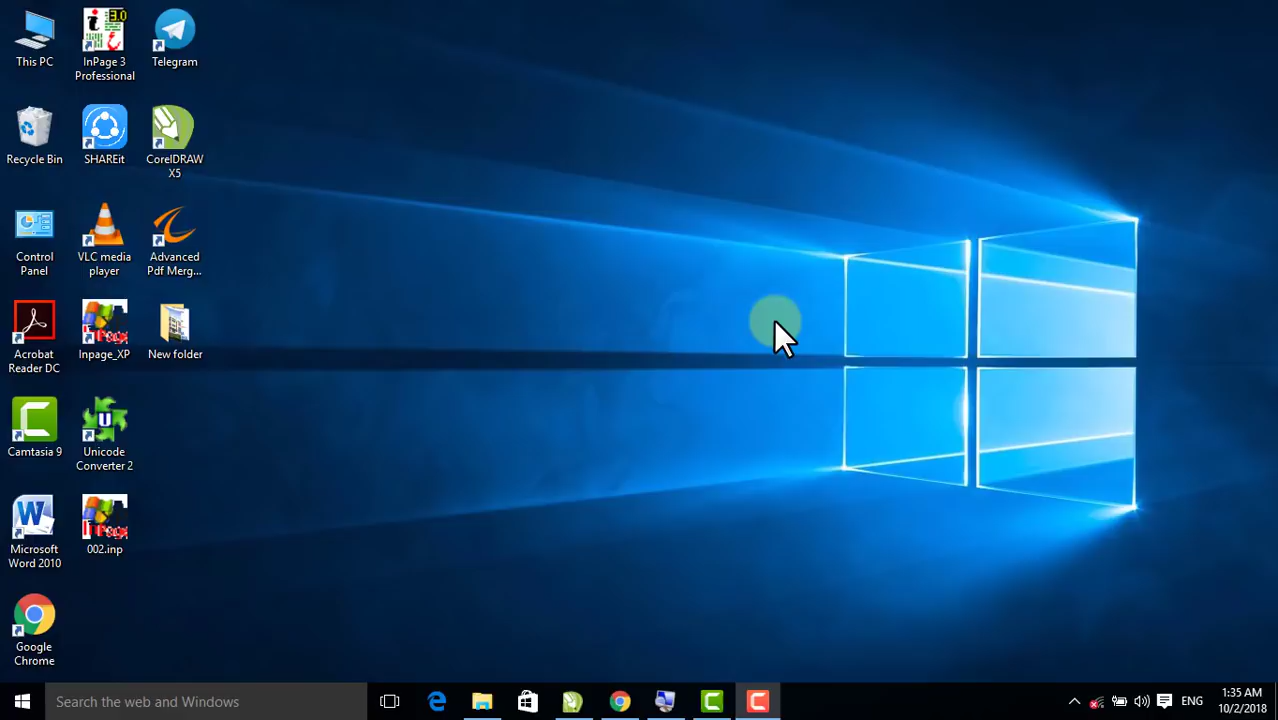 This PC
InPage 3
Professional
3.0
Telegram
Recycle Bin
SHAREit
CorelDRAW
X5
Control
Panel
VLC media
player
Advanced
Pdf Merg...
Acrobat
Reader DC
Inpage_XP
New folder
Camtasia 9
Unicode
Converter 2
U
Microsoft
Word 2010
W
002.inp
Google
Chrome
Search the web and Windows
ENG
1:35 AM
10/2/2018